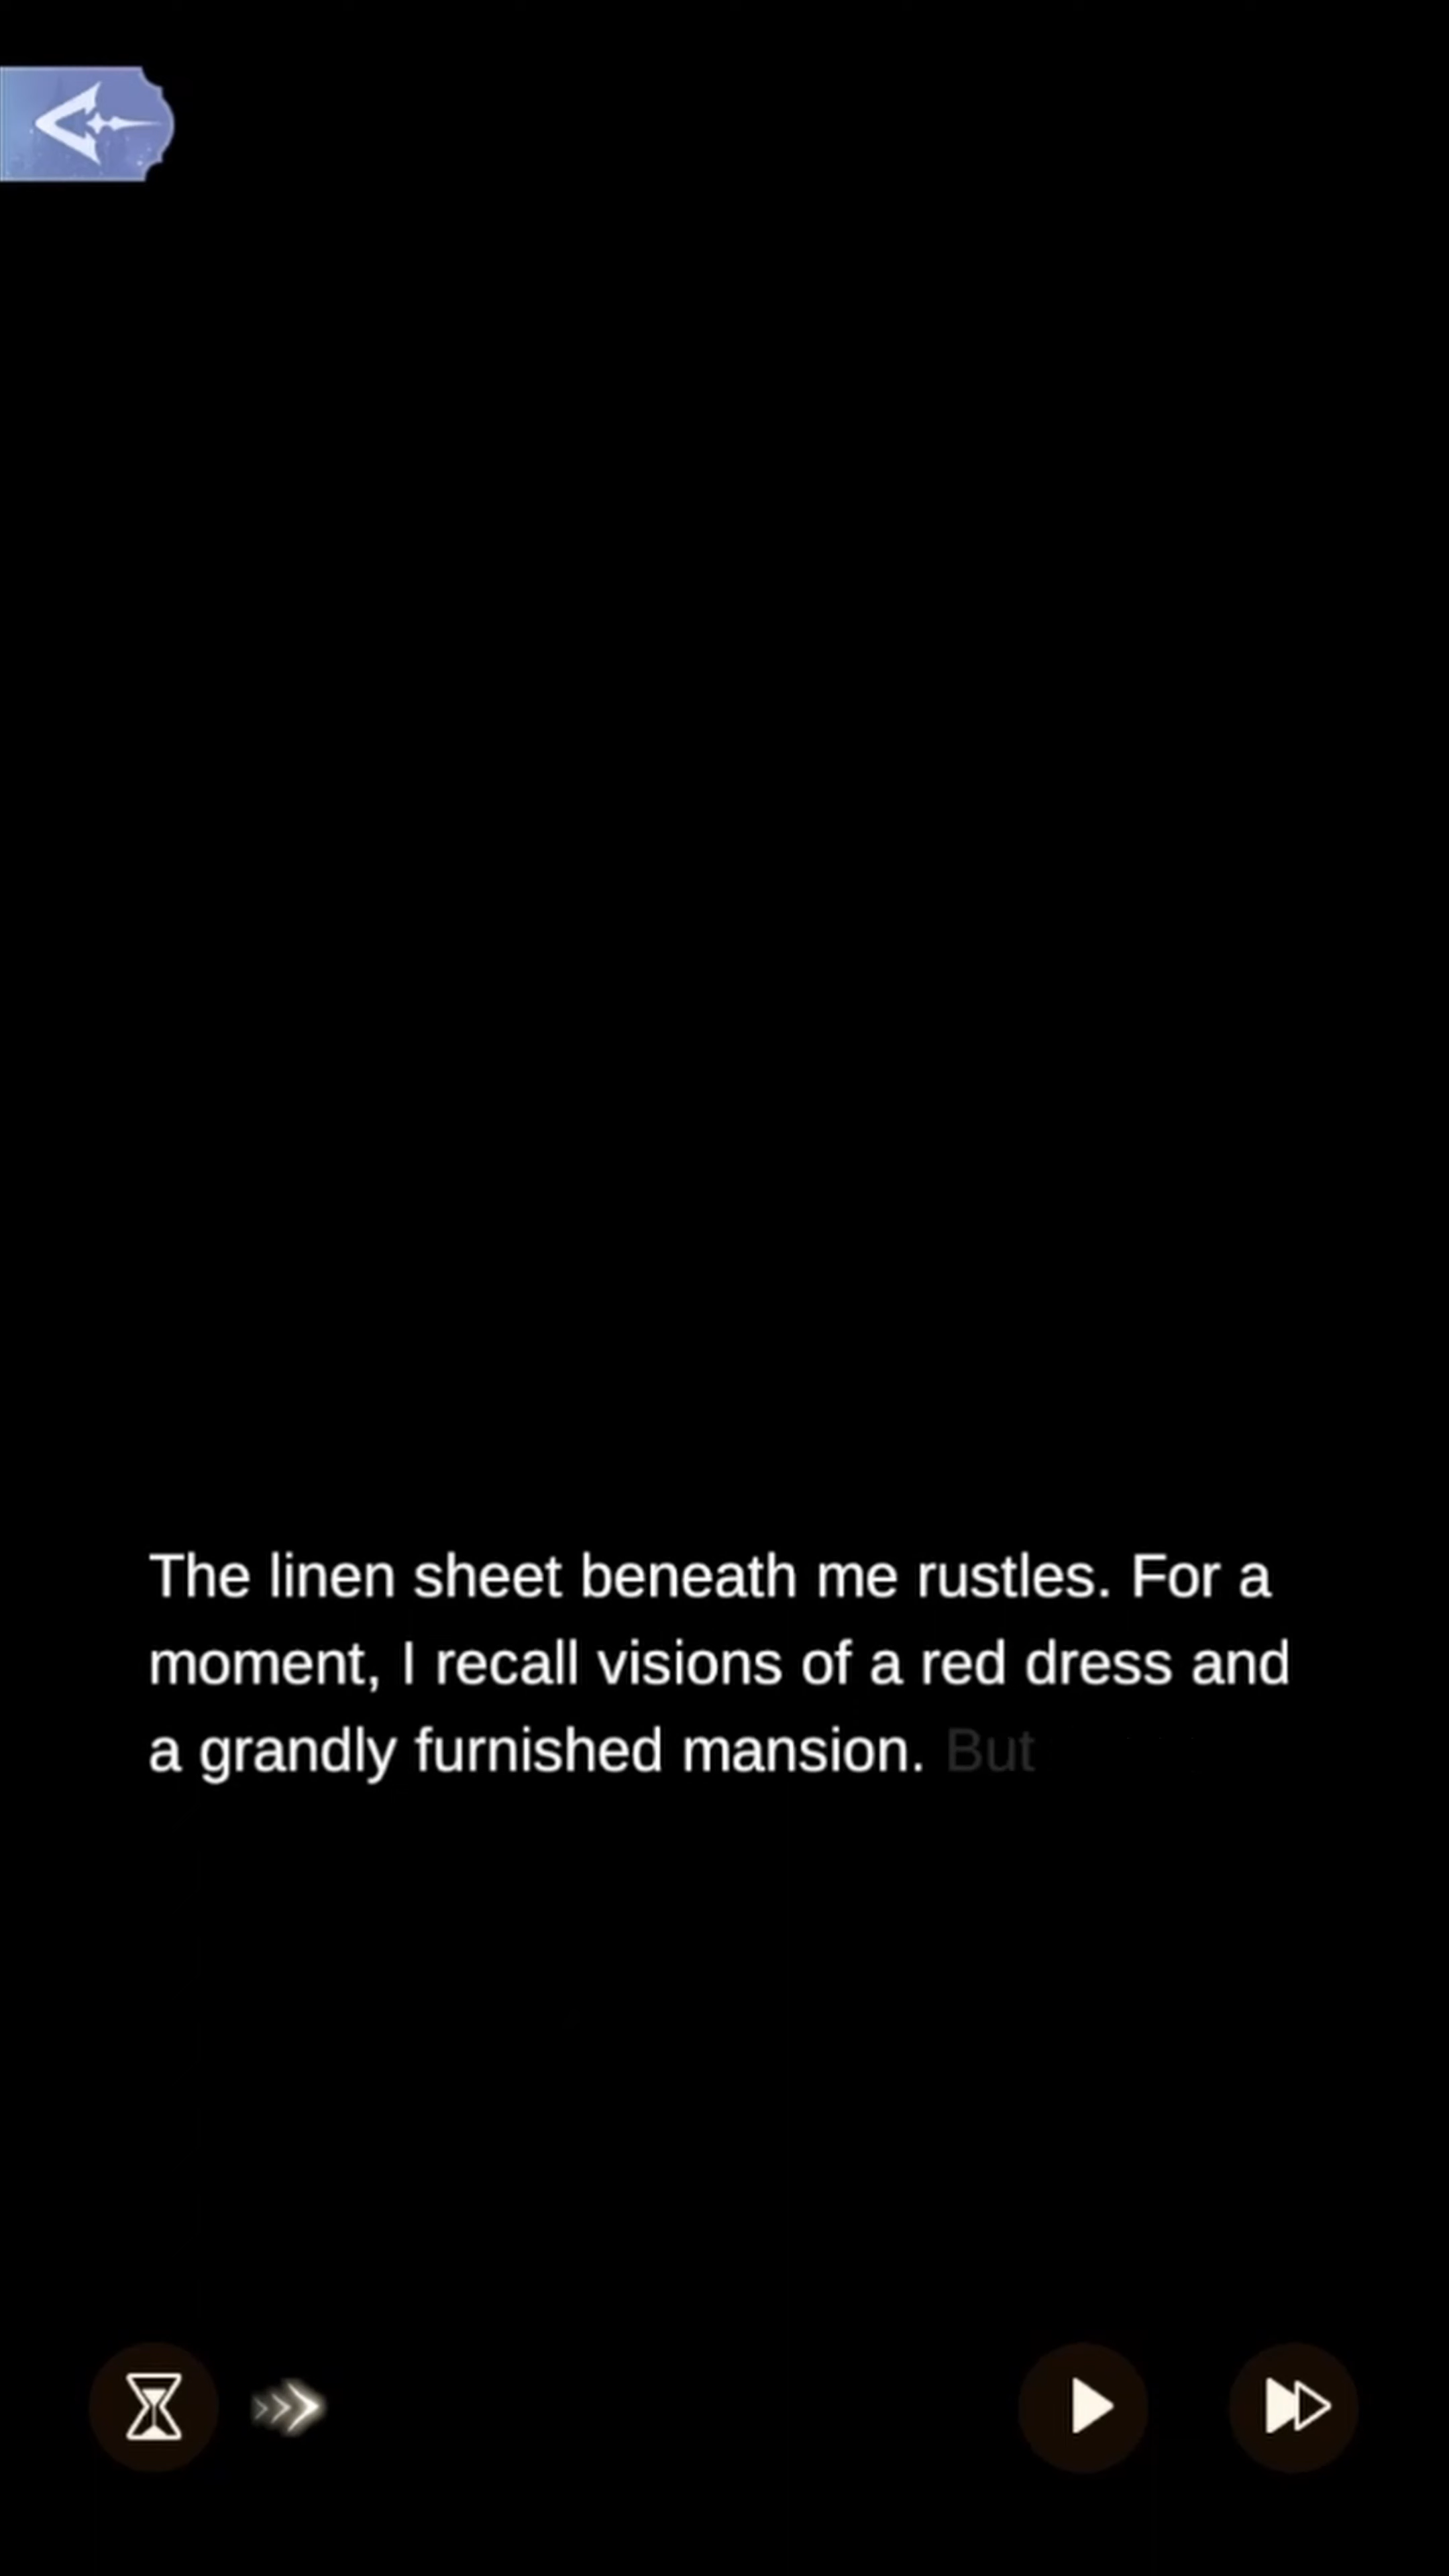 The linen sheet beneath me rustles. For a
moment, I recall visions of a red dress and
a grandly furnished mansion. But